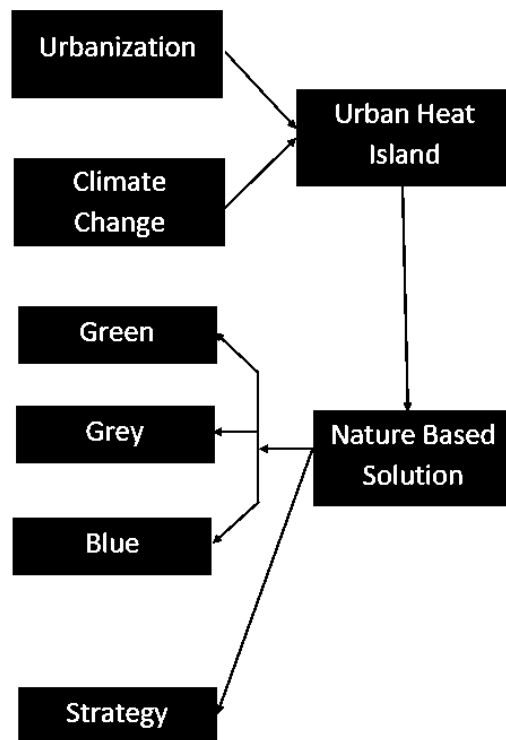 Urbanization
Urban Heat
Island
Climate
Change
Green
Grey
Nature Based
Solution
Blue
Strategy